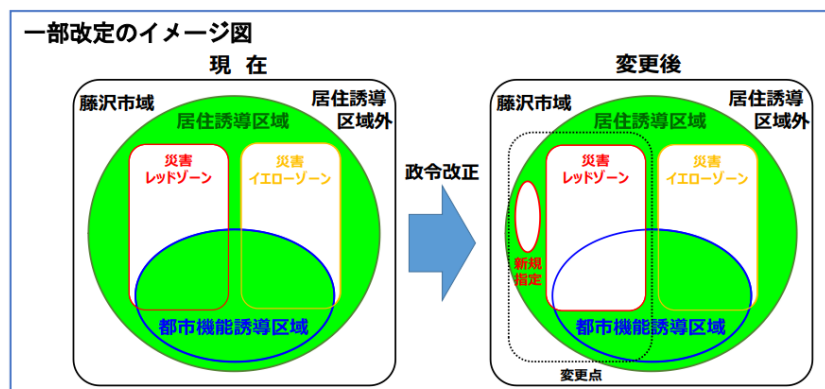 一部改定のイメージ図
現 在
藤沢市域
居住誘導
区域外
居住誘導区域
災害
レッドゾーン
災害
イエローゾーン
都市機能誘導区域
政令改正
変更後
藤沢市域
居住誘導
区域外
居住誘導区域
災害
レッドゾーン
災害
イエローゾーン
新規
指定
都市機能誘導区域
変更点